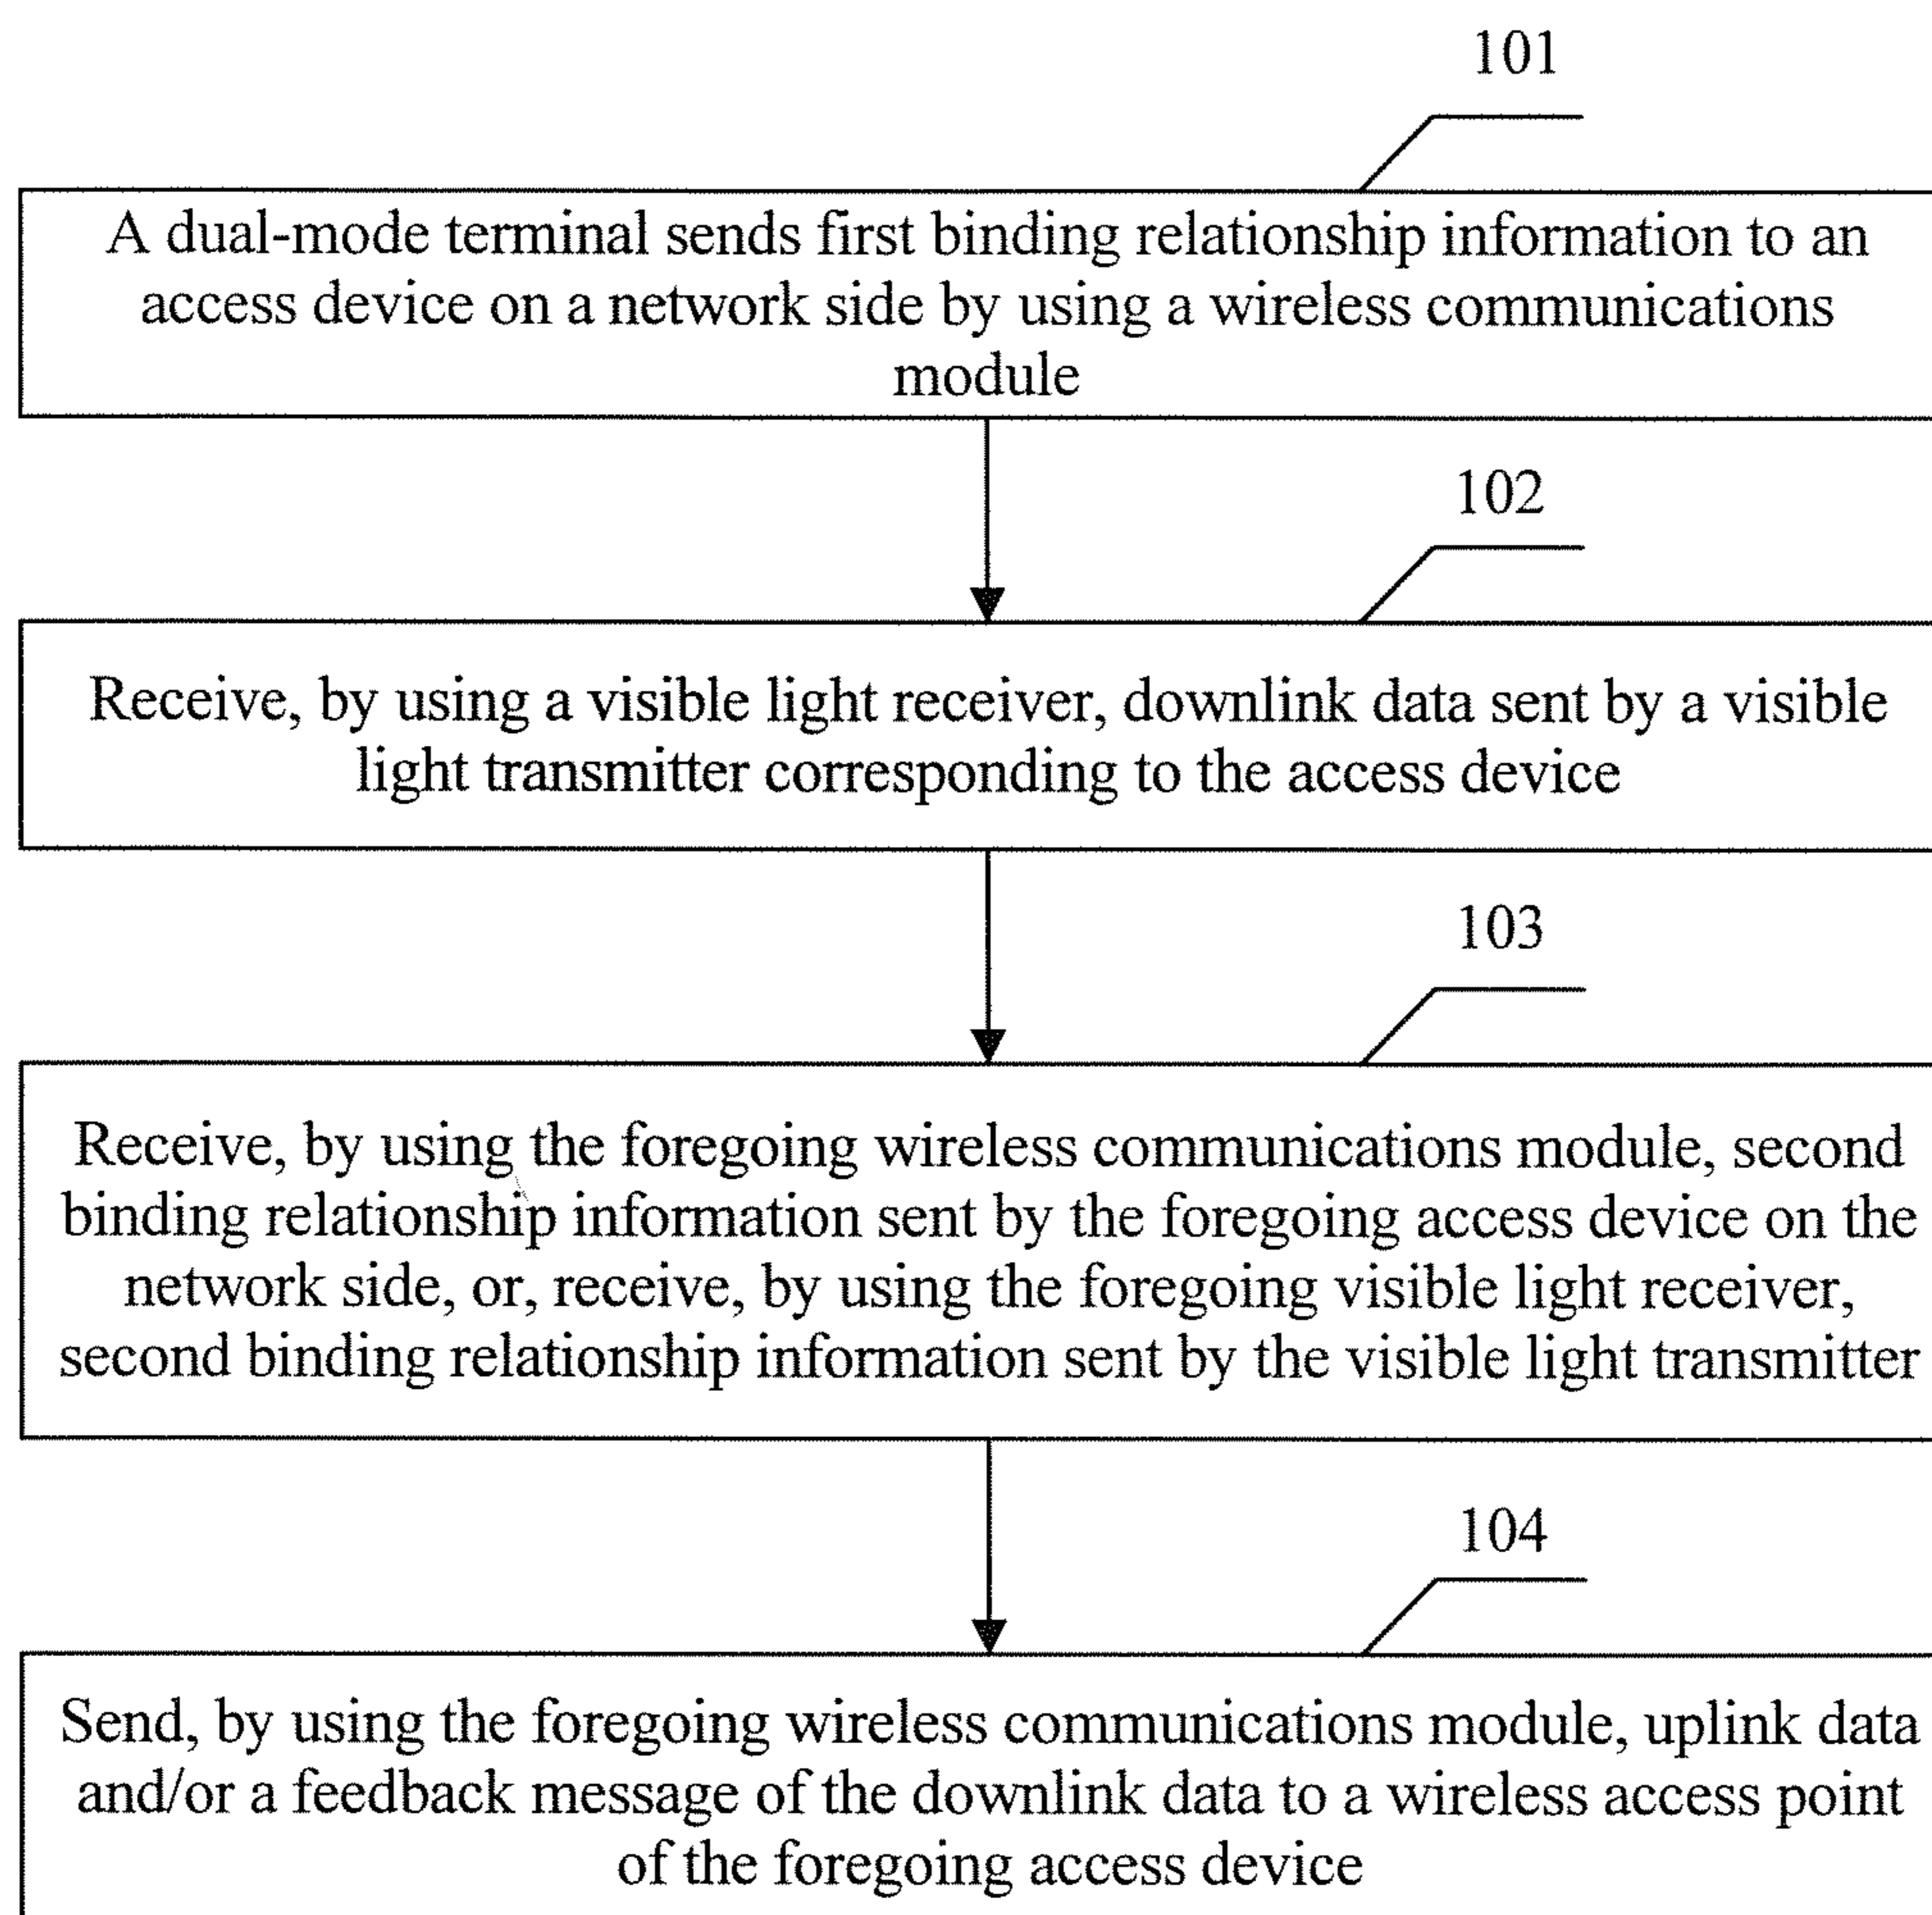 101
A dual-mode terminal sends first binding relationship information to an
access device on a network side by using a wireless communications
module
102
Receive, by using a visible light receiver, downlink data sent by a visible
light transmitter corresponding to the access device
103
Receive, by using the foregoing wireless communications module, second
binding relationship information sent by the foregoing access device on the
network side, or, receive, by using the foregoing visible light receiver,
second binding relationship information sent by the visible light transmitter
104
Send, by using the foregoing wireless communications module, uplink data
and/or a feedback message of the downlink data to a wireless access point
of the foregoing access device